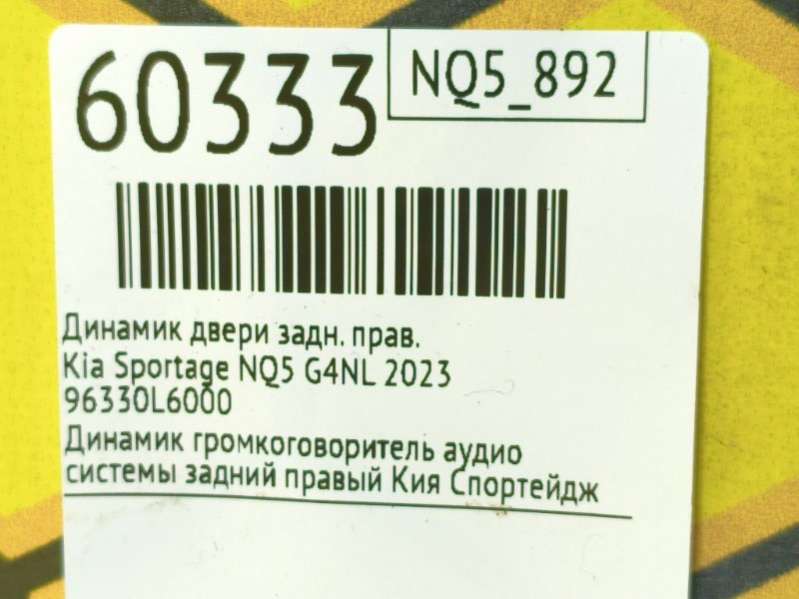 60333
NQ5_892
Динамик двери задн. прав.
Kia Sportage NQ5 G4NL 2023
96330L6000
Динамик громкоговоритель аудио
системы задний правый Кия Спортейдж